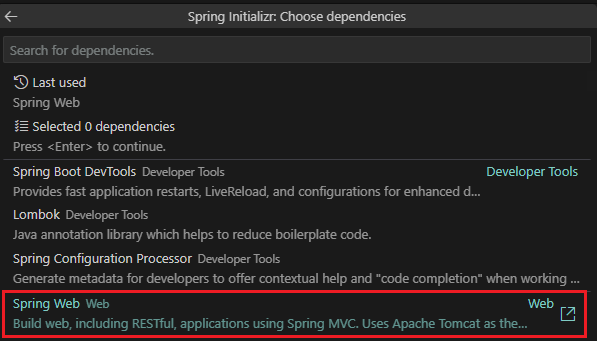 Spring Initializr: Choose dependencies
Search for dependencies.
Last used
Spring Web
Selected 0 dependencies
Press <Enter> to continue.
Spring Boot DevTools Developer Tools Developer Tools
Provides fast application restarts, LiveReload, and configurations for enhanced d...
Lombok Developer Tools
Java annotation library which helps to reduce boilerplate code.
Spring Configuration Processor Developer Tools
Generate metadata for developers to offer contextual help and "code completion" when working ...
Spring Web Web Web
Build web, including RESTful, applications using Spring MVC. Uses Apache Tomcat as the...